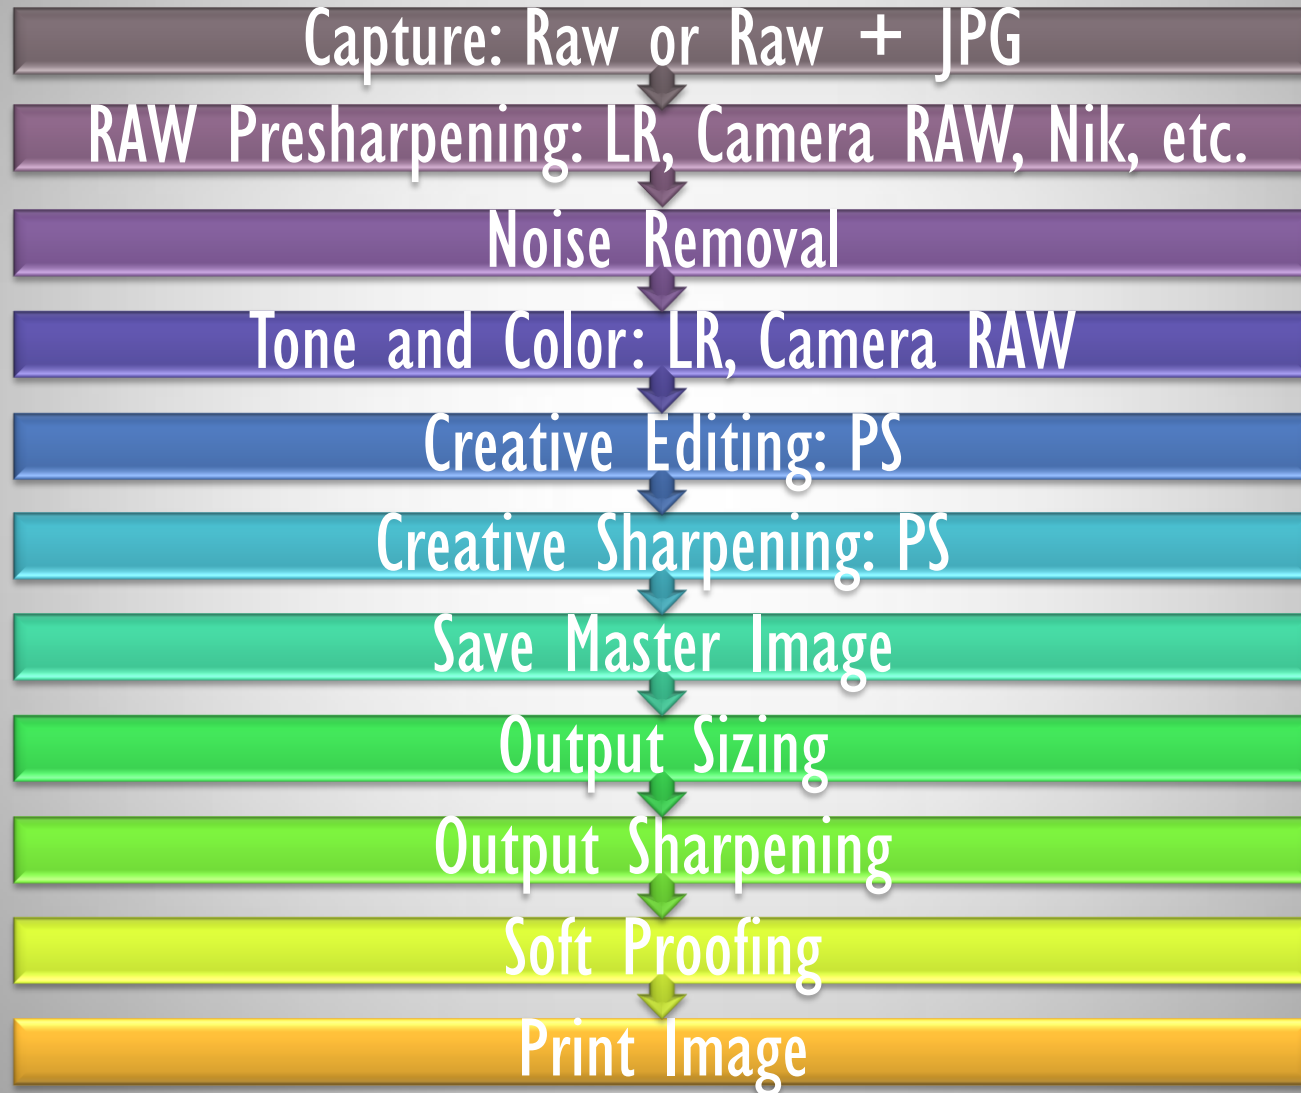 Capture: Raw or Raw + JPG
RAW Presharpening: LR, Camera RAW, Nik, etc.
Noise Removal
Tone and Color: LR, Camera RAW
Creative Editing: PS
Creative Sharpening: PS
Save Master Image
Output Sizing
Output Sharpening
Soft Proofing
Print Image